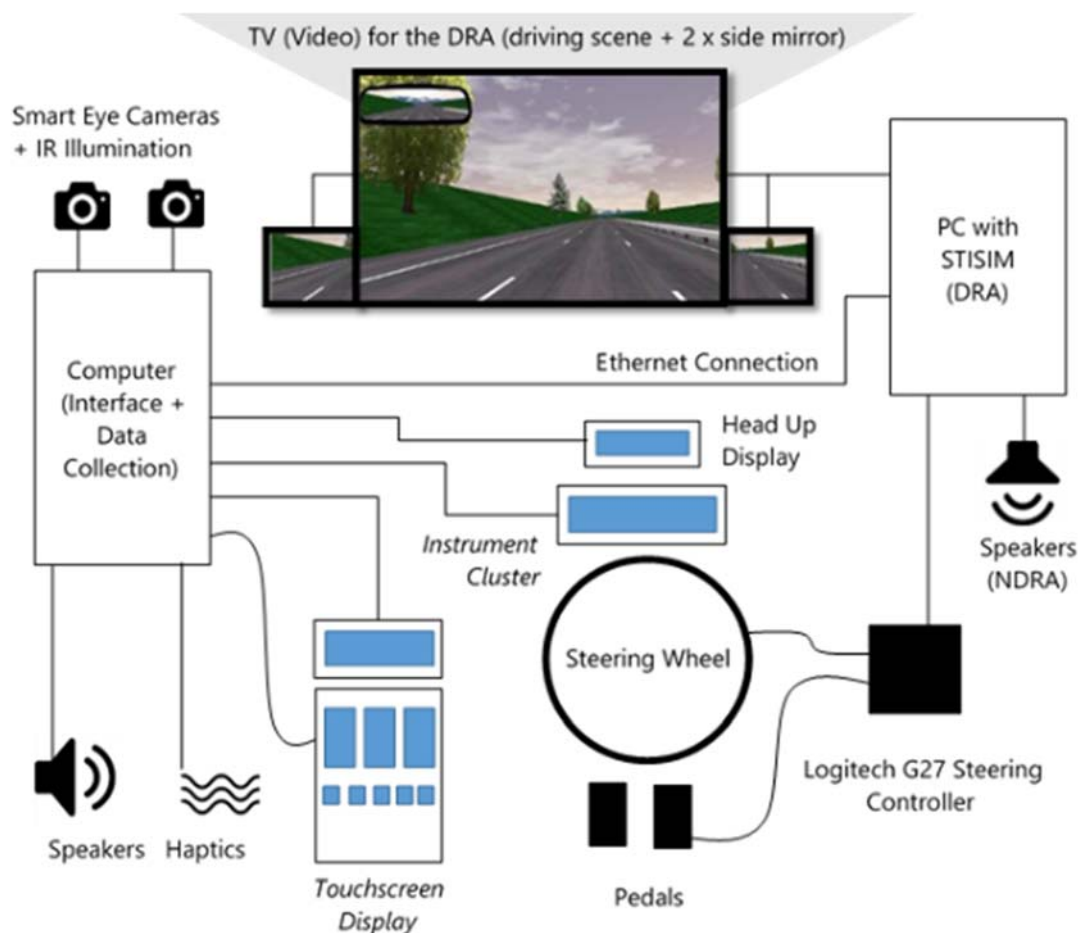 TV (Video) for the DRA (driving scene + 2 x side mirror)
Smart Eye Cameras
+ IR Illumination
PC with
STISIM
(DRA)
Ethernet Connection
Computer
(Interface +
Data
Collection)
Head Up
Display
Instrument
Cluster
Speakers
(NDRA)
Steering Wheel
Logitech G27 Steering
Controller
Speakers
Haptics
Touchscreen
Display
Pedals